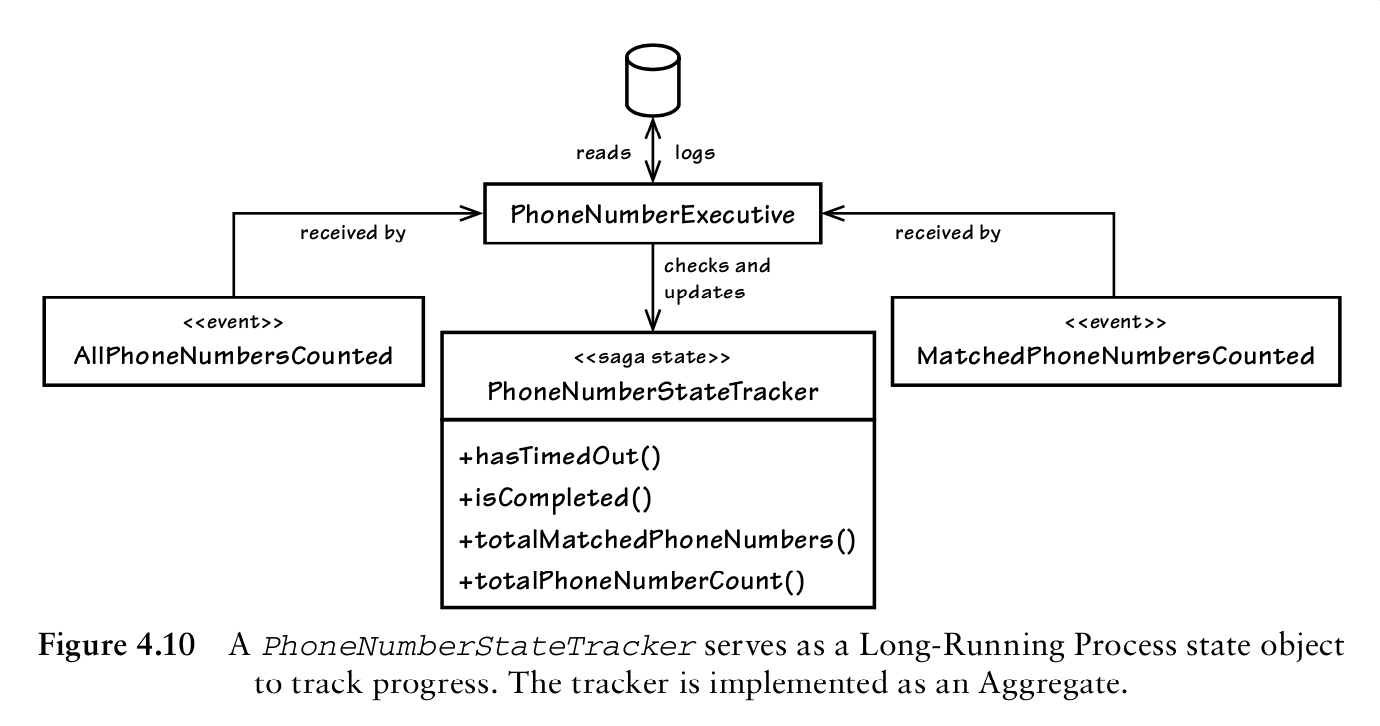 reads
logs
PhoneNumberExecutive
received by
received by
checks and
updates
<<event>>
AllPhoneNumbersCounted
<<saga state>>
PhoneNumberStateTracker
<<event>>
MatchedPhoneNumbersCounted
+hasTimedOut()
+isCompleted()
+totalMatchedPhoneNumbers()
+totalPhoneNumberCount()
Figure 4.10 A PhoneNumberStateTracker serves as a Long-Running Process state object
to track progress. The tracker is implemented as an Aggregate.